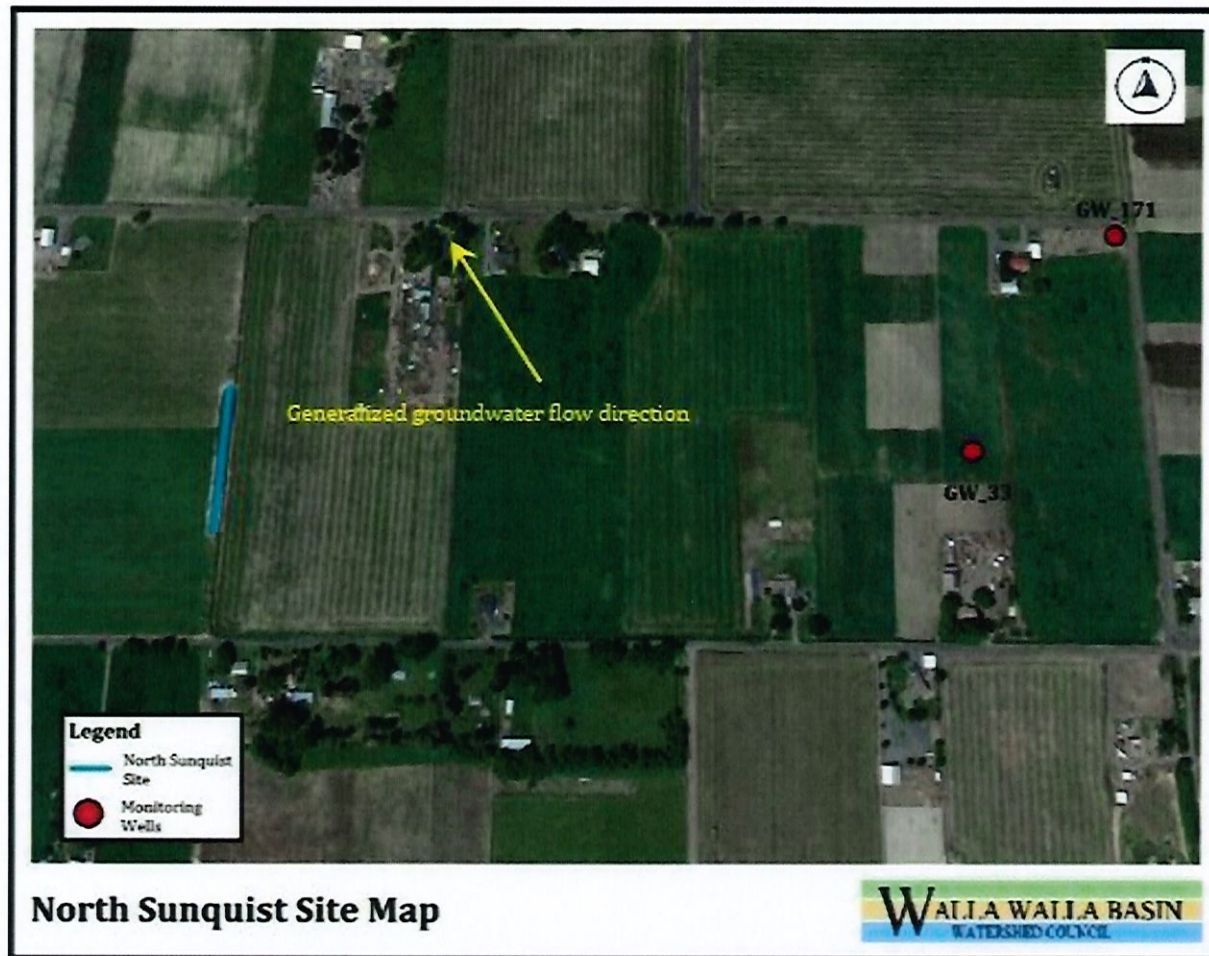 GW_171
Generalized groundwater flow direction
GW_33
Legend
North Sunquist
Site
Monitoring
Wells
North Sunquist Site Map
WALLA WALLA BASIN
WATERSHED COUNCIL